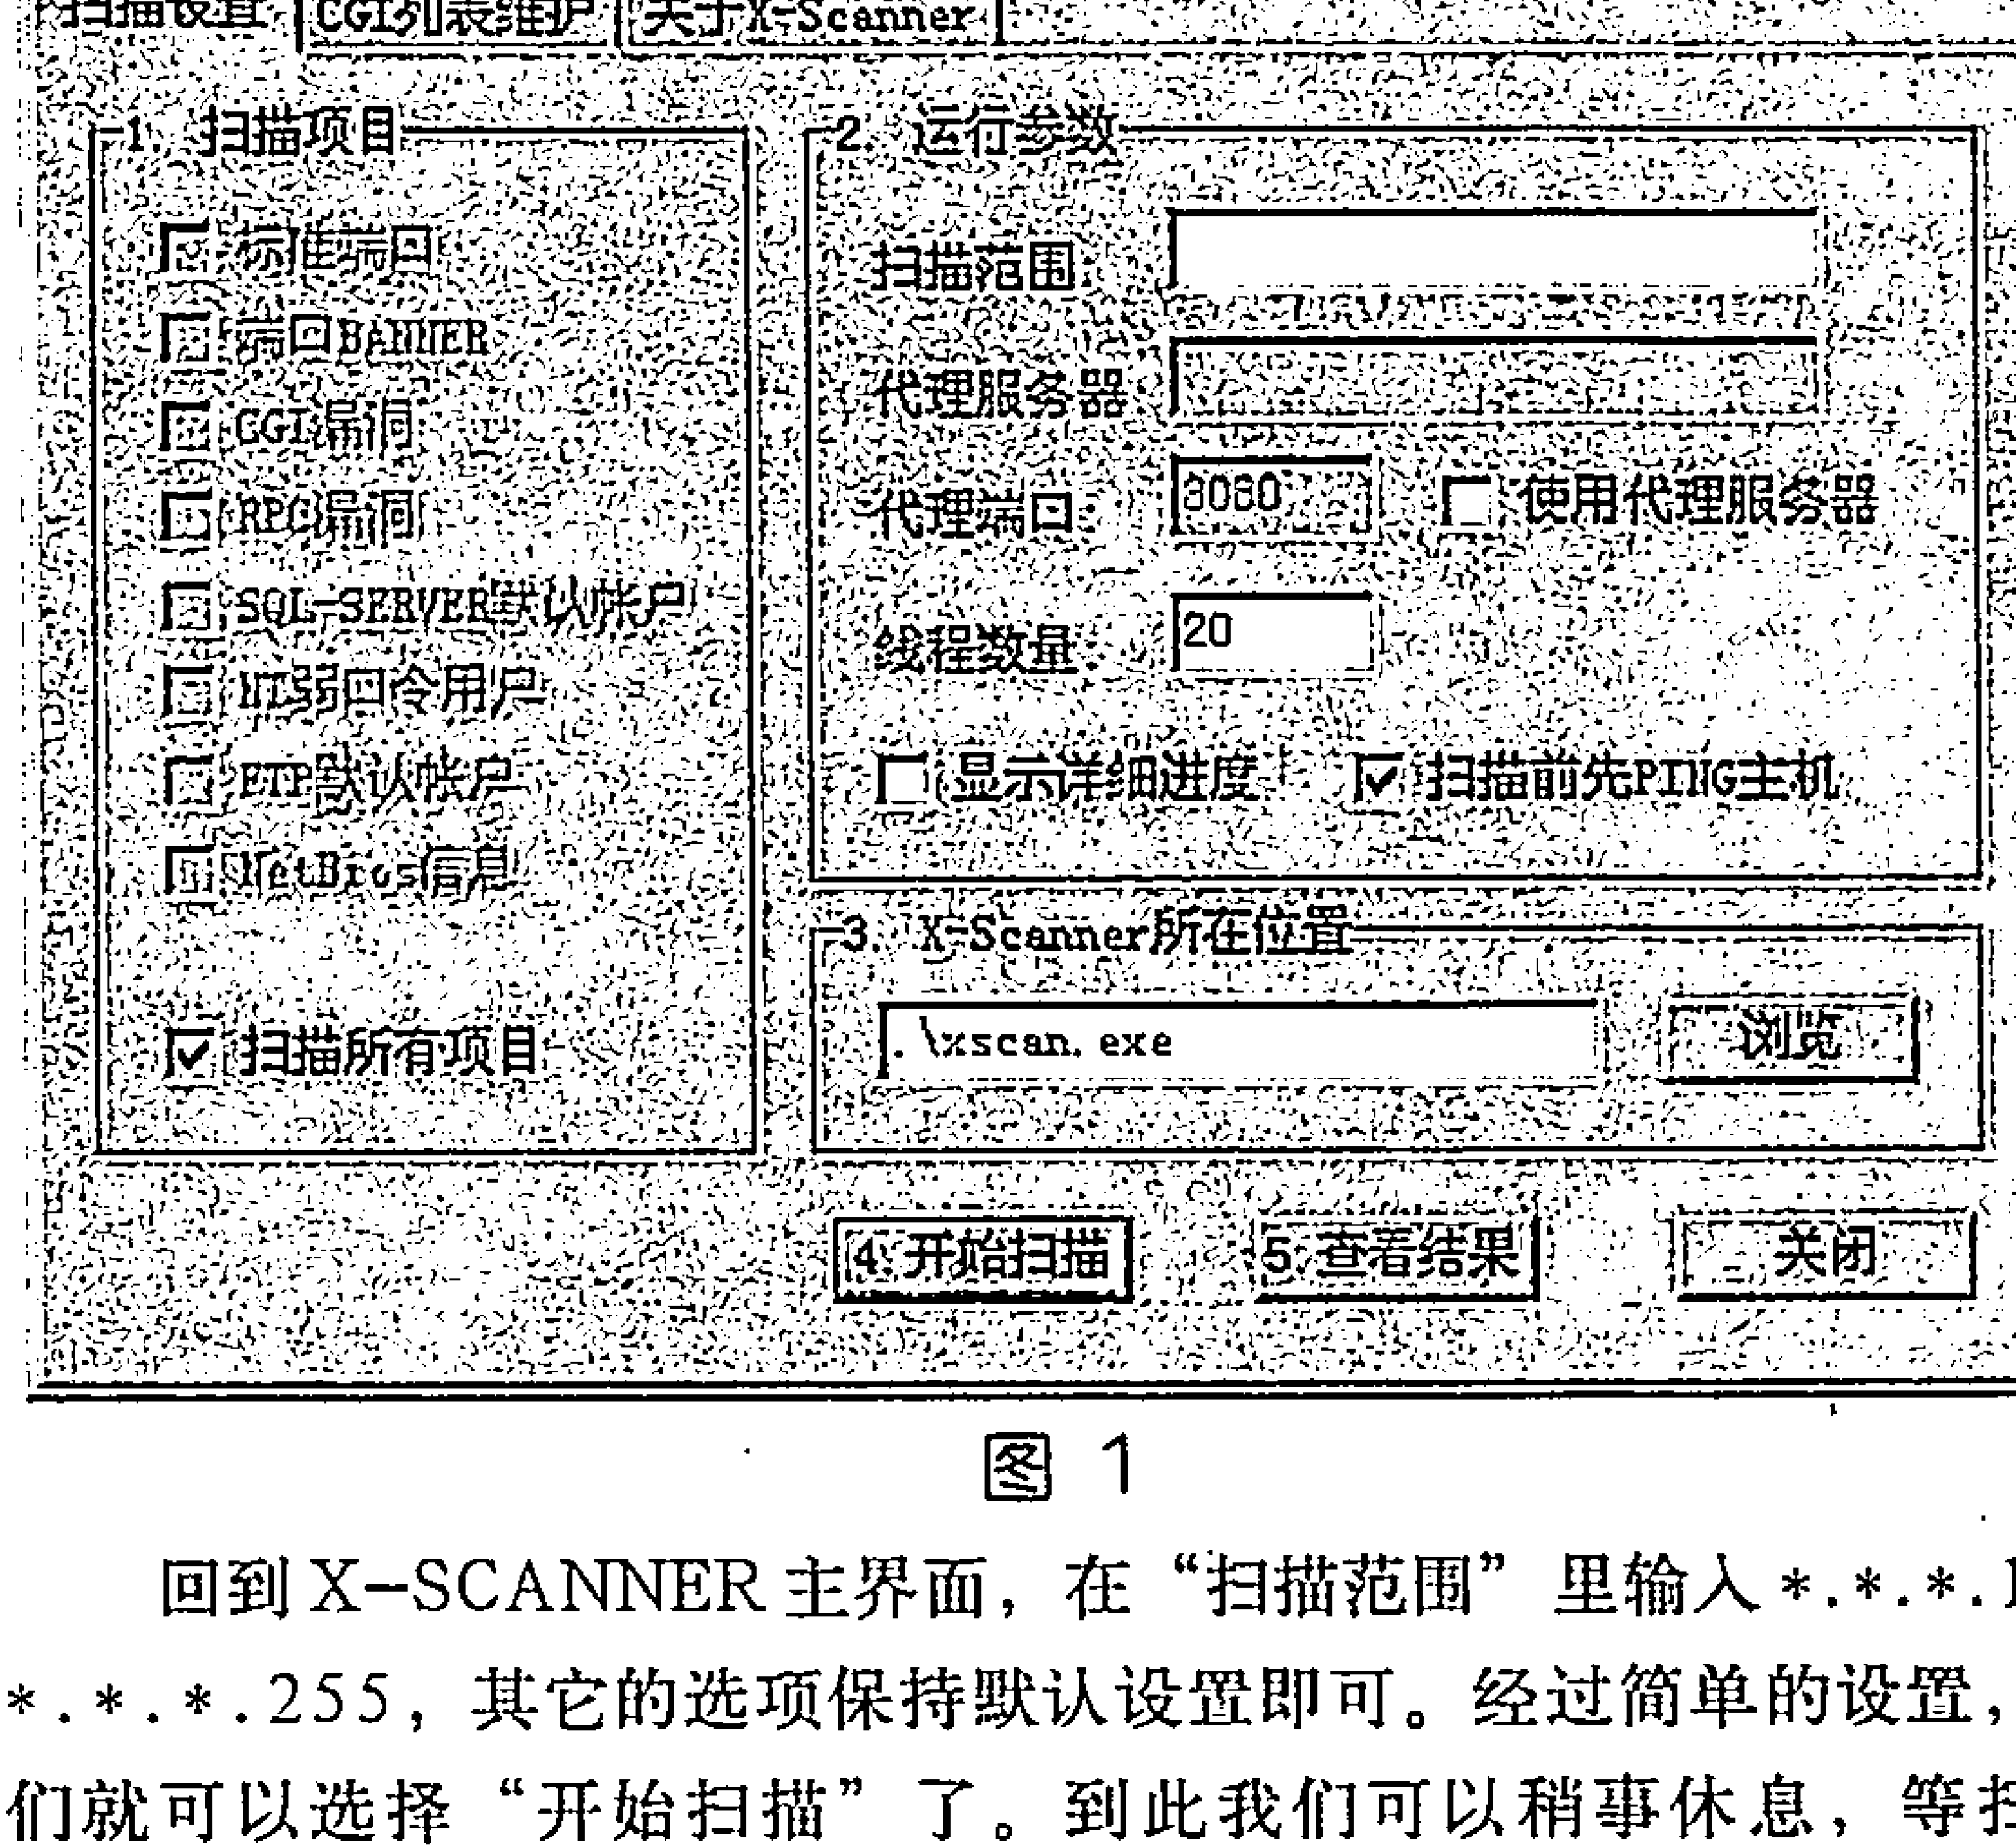 扫描设置 CGI列表维护 关于X-Scanner
1. 扫描项目
标准端口
端口BANNER
CGI漏洞
RPC漏洞
SQL-SERVER默认帐户
NT弱口令用户
FTP默认帐户
NetBios信息
扫描所有项目
2. 运行参数
扫描范围:
代理服务器:
代理端口: 8080 使用代理服务器
线程数量: 20
显示详细进度 扫描前先PING主机
3. X-Scanner所在位置
.\xscan.exe 浏览
4. 开始扫描 5. 查看结果 关闭
图 1
回到 X-SCANNER 主界面，在“扫描范围”里输入 *.*.*.1
*.*.*.255，其它的选项保持默认设置即可。经过简单的设置，
们就可以选择“开始扫描”了。到此我们可以稍事休息，等扫